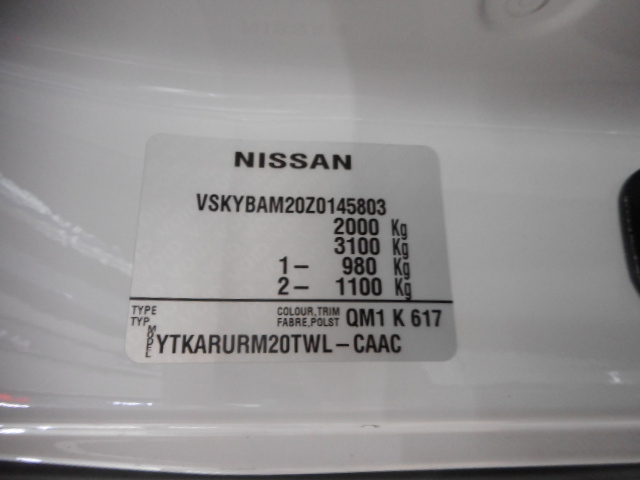 NISSAN
VSKYBAM20Z0145803
2000 Kg
3100 Kg
1- 980 Kg
2- 1100 Kg
TYPE COLOUR,TRIM
TYP FABRE,POLST QM1 K 617
MODEL YTKARURM20TWL-CAAC